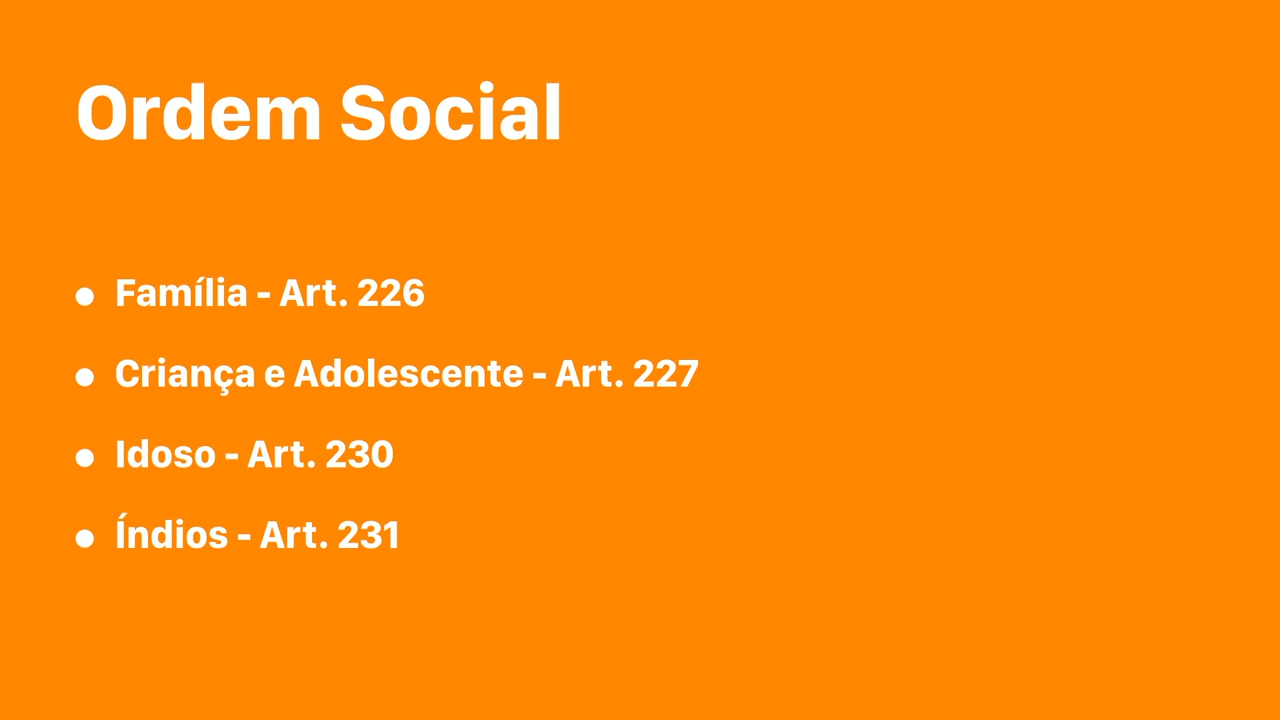 Ordem Social
• Família - Art. 226
• Criança e Adolescente - Art. 227
• Idoso - Art. 230
• Índios - Art. 231